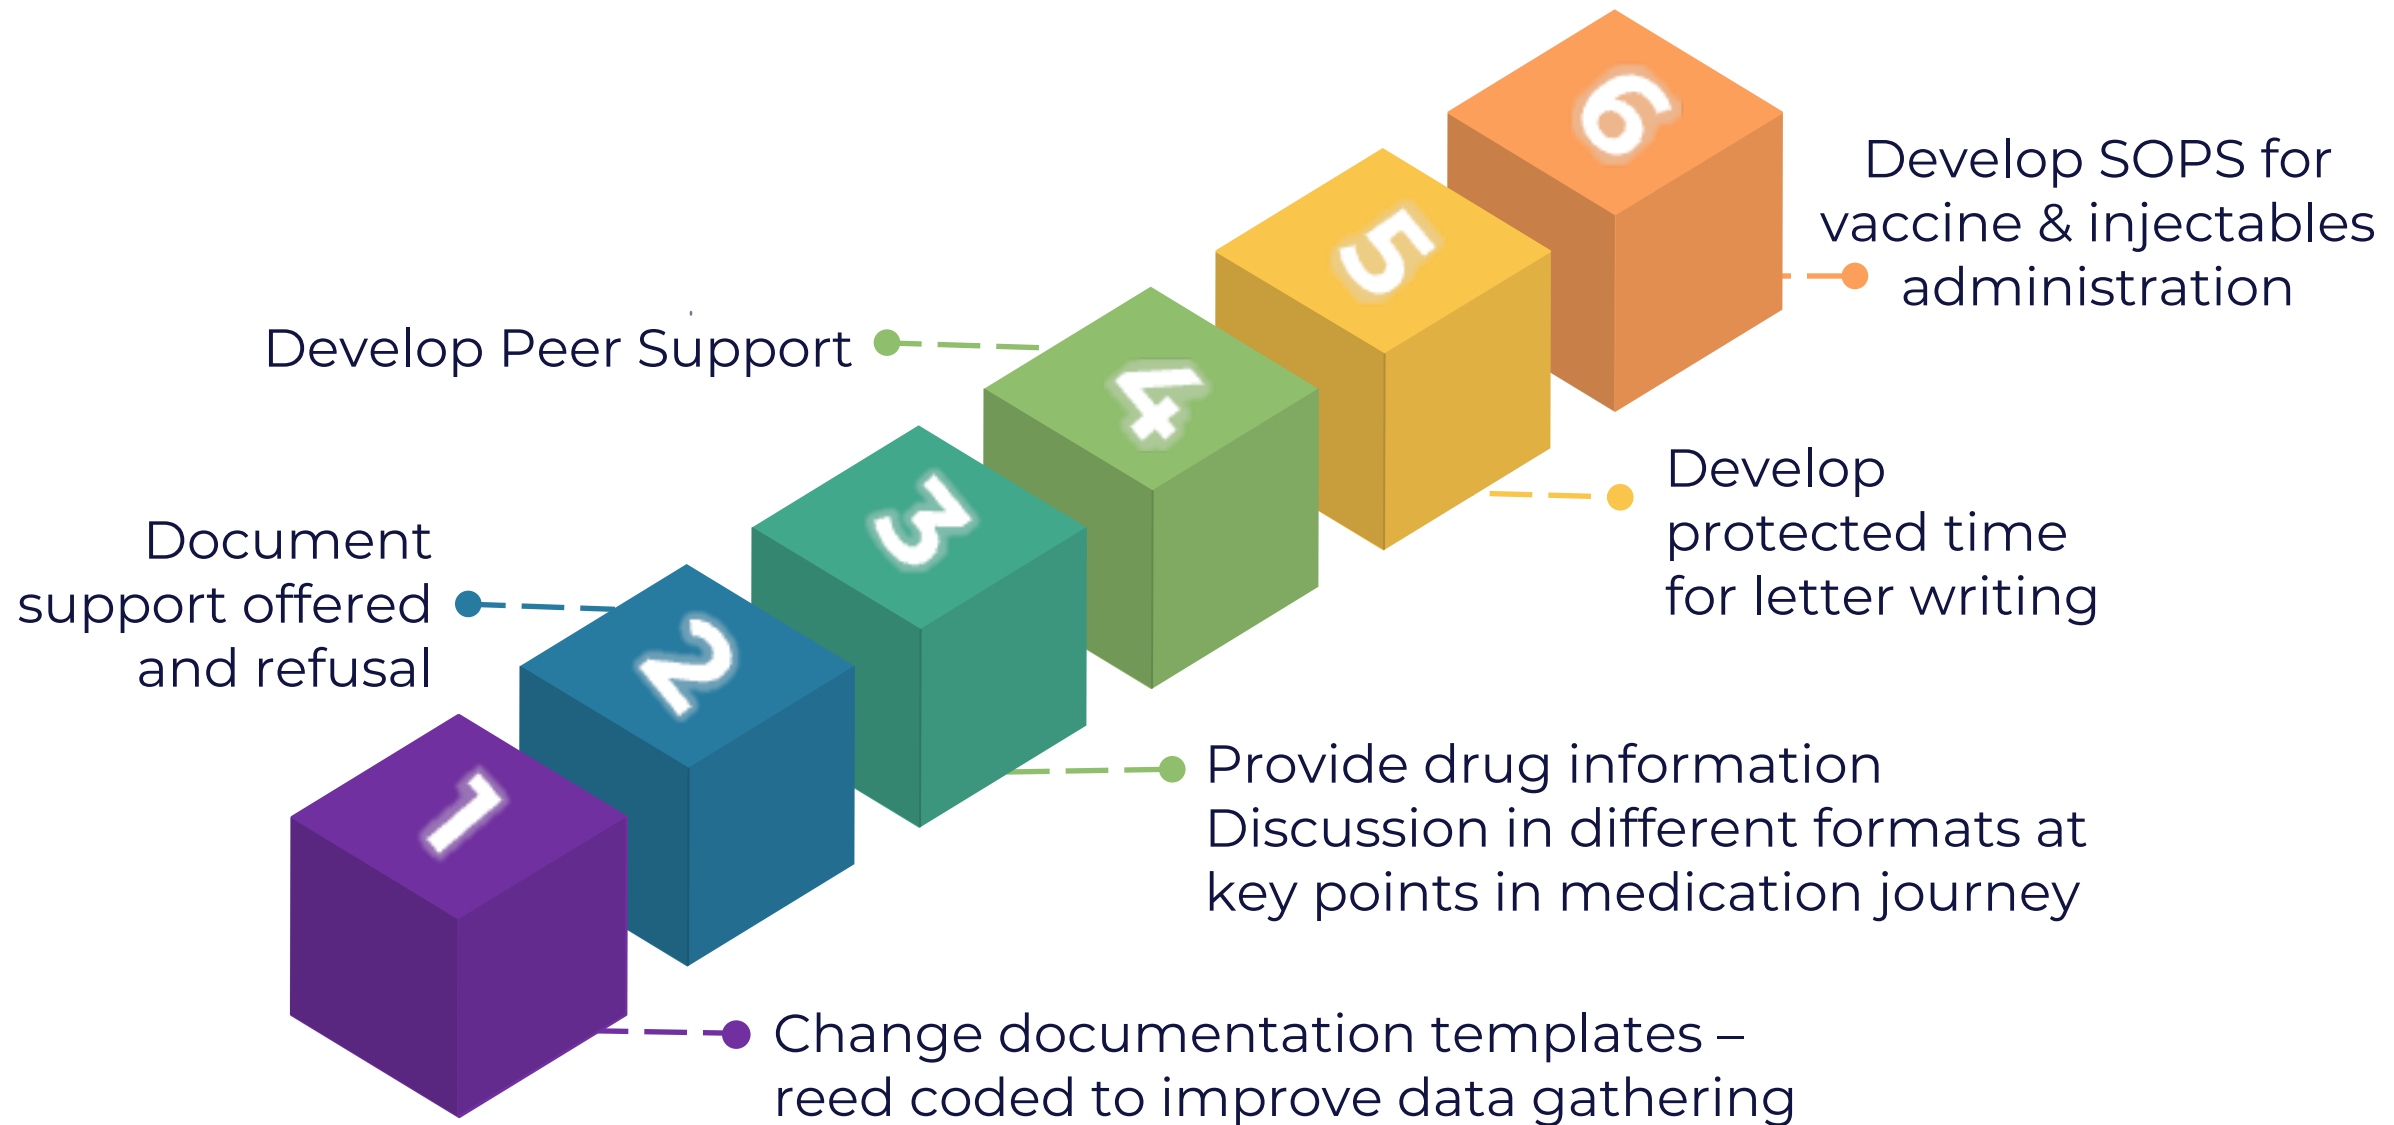 1
Change documentation templates –
reed coded to improve data gathering
2
Document
support offered
and refusal
3
Provide drug information
Discussion in different formats at
key points in medication journey
4
Develop Peer Support
5
Develop
protected time
for letter writing
6
Develop SOPS for
vaccine & injectables
administration